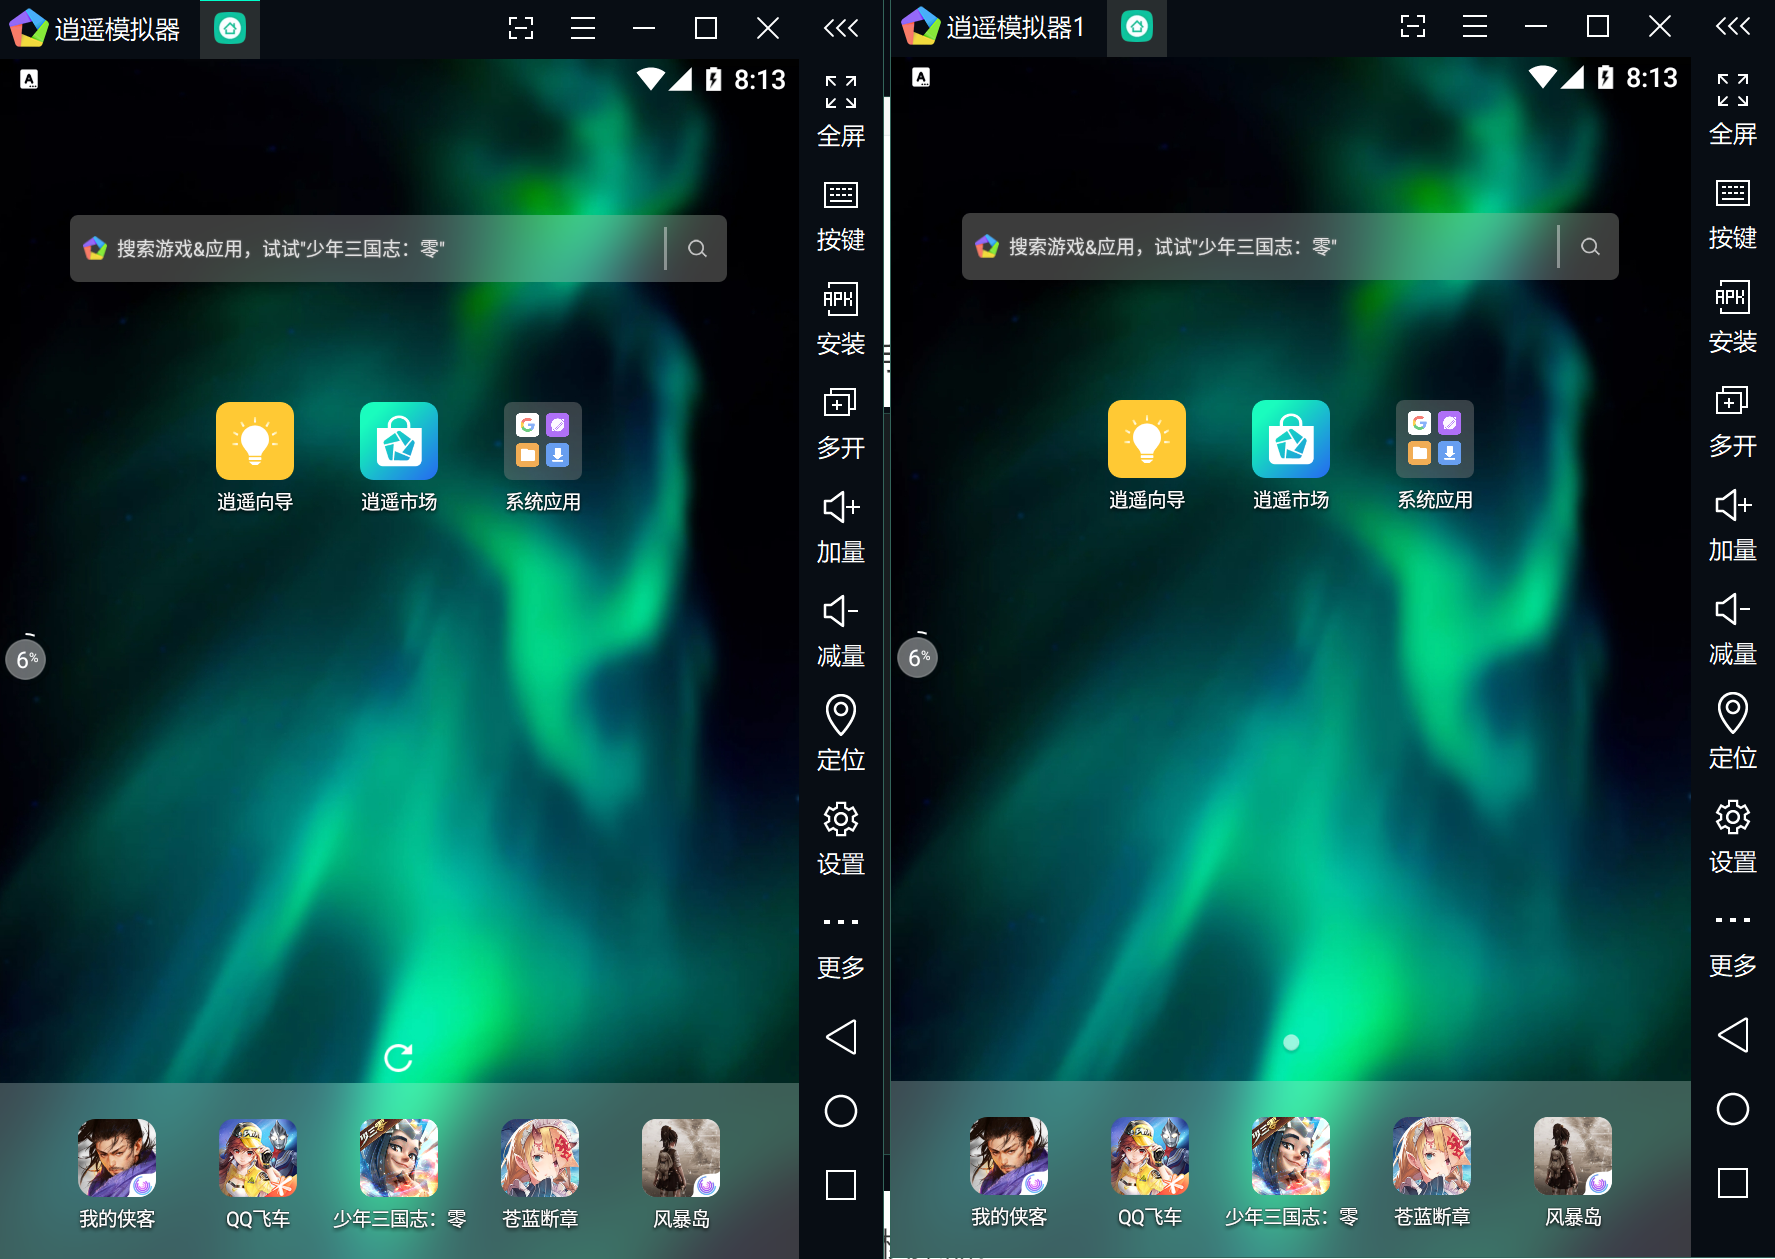 逍遥模拟器
8:13
搜索游戏&应用，试试"少年三国志：零"
逍遥向导
逍遥市场
系统应用
6%
我的侠客
QQ飞车
少年三国志：零
苍蓝断章
风暴岛
全屏
按键
APK
安装
多开
加量
减量
定位
设置
更多
逍遥模拟器1
8:13
搜索游戏&应用，试试"少年三国志：零"
逍遥向导
逍遥市场
系统应用
6%
我的侠客
QQ飞车
少年三国志：零
苍蓝断章
风暴岛
全屏
按键
APK
安装
多开
加量
减量
定位
设置
更多